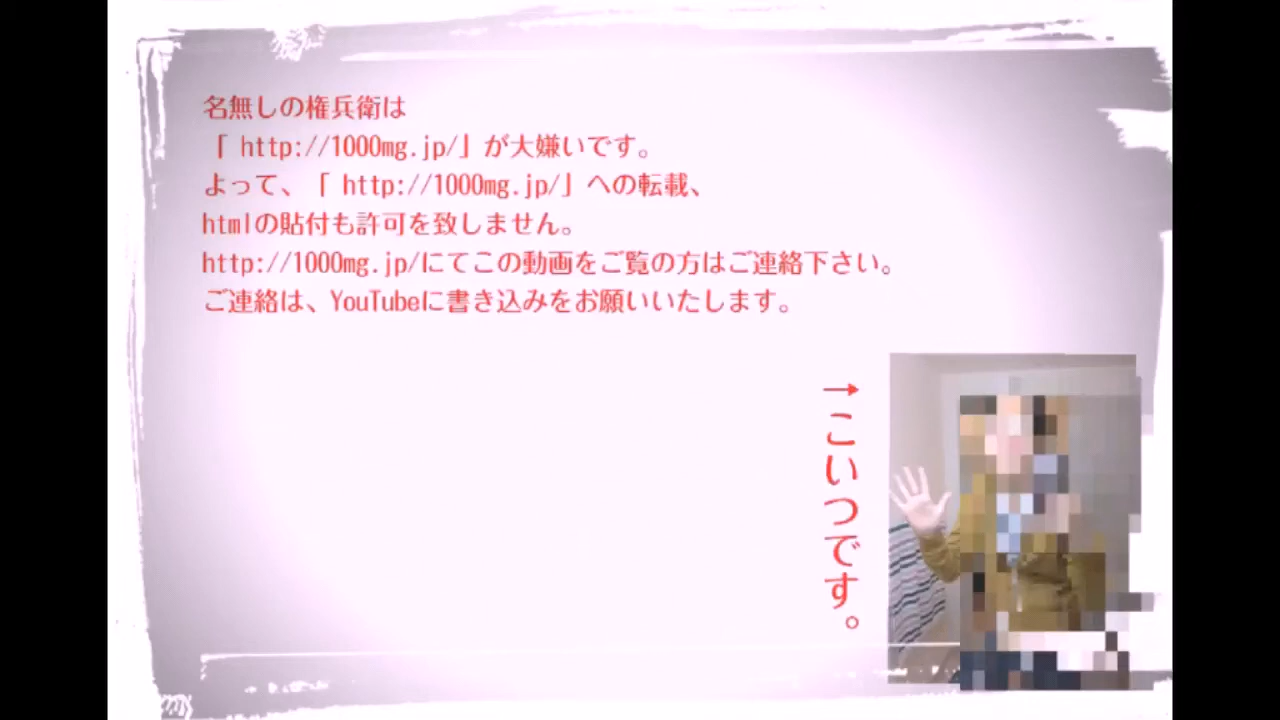 名無しの権兵衛は
「 http://1000mg.jp/」が大嫌いです。
よって、「 http://1000mg.jp/」への転載、
htmlの貼付も許可を致しません。
http://1000mg.jp/にてこの動画をご覧の方はご連絡下さい。
ご連絡は、YouTubeに書き込みをお願いいたします。
→こいつです。